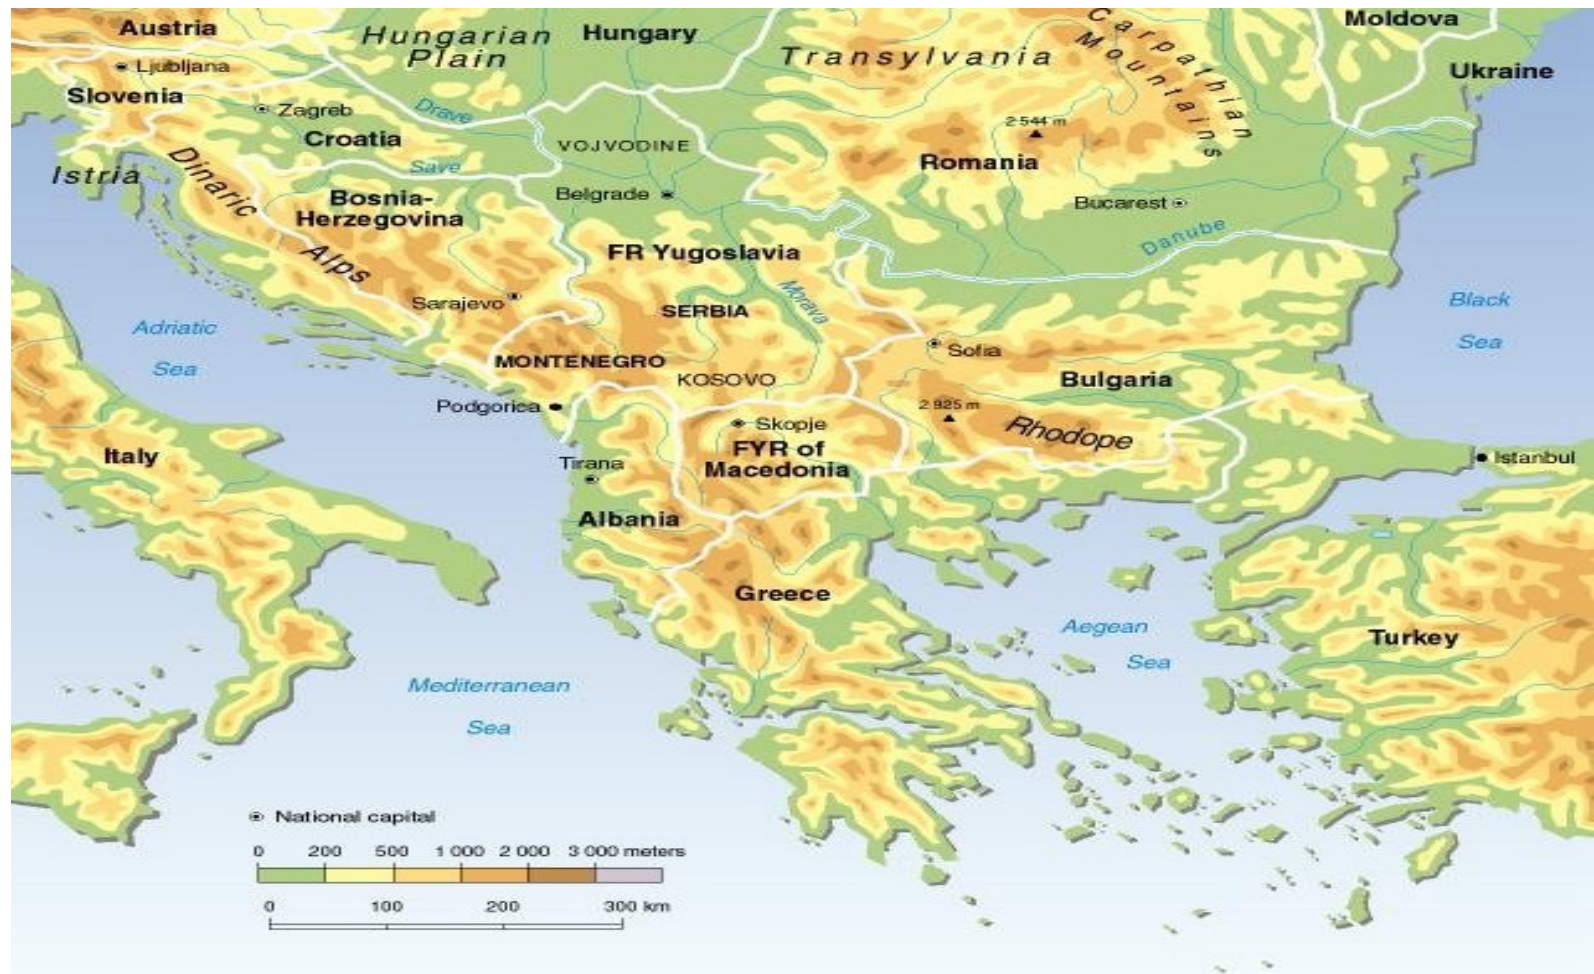 Austria
Hungarian
Plain
Hungary
Transylvania
Carpathian
Mountains
Moldova
Ukraine
Ljubljana
Slovenia
Zagreb
Croatia
Drave
Save
VOJVODINE
2 544 m
Romania
Istria
Dinaric
Alps
Bosnia-
Herzegovina
Belgrade
Bucarest
Danube
FR Yugoslavia
Sarajevo
SERBIA
Morava
Black
Sea
Adriatic
Sea
MONTENEGRO
KOSOVO
Sofia
Bulgaria
Podgorica
Skopje
2 925 m
Rhodope
FYR of
Macedonia
Italy
Tirana
Istanbul
Albania
Greece
Aegean
Sea
Turkey
Mediterranean
Sea
National capital
0 200 500 1 000 2 000 3 000 meters
0 100 200 300 km